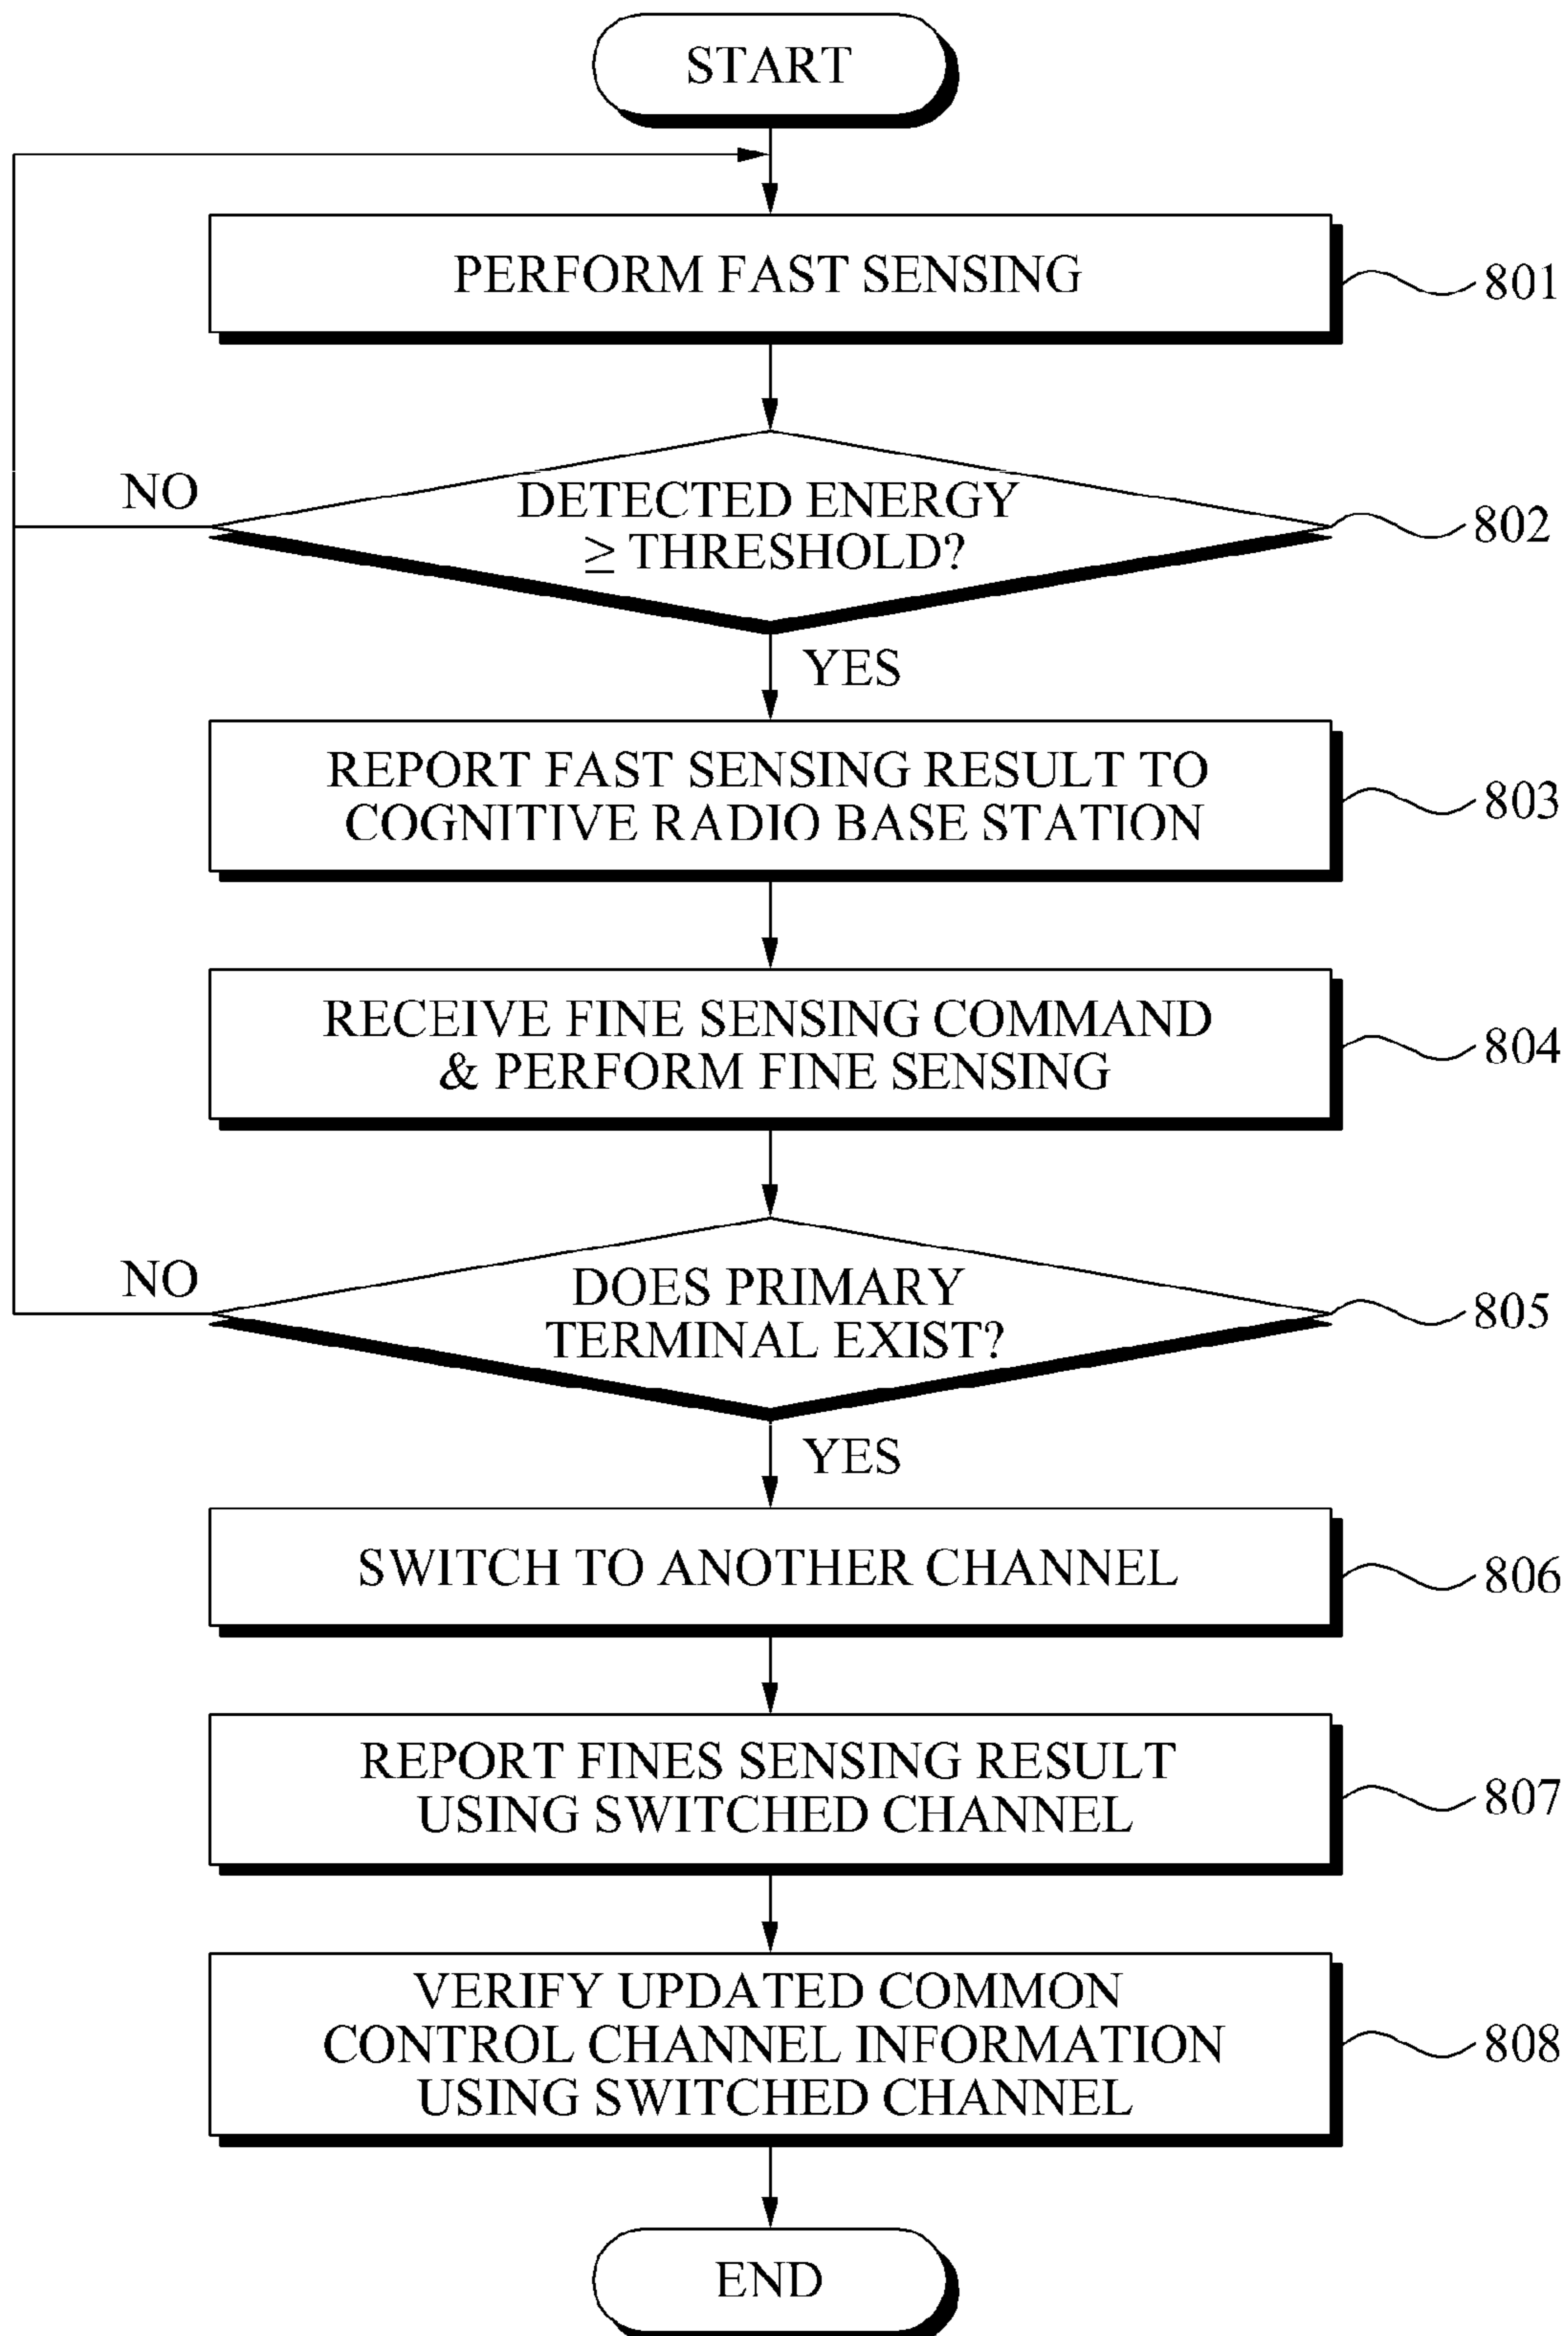 START
PERFORM FAST SENSING
801
NO
DETECTED ENERGY
≥ THRESHOLD?
802
YES
REPORT FAST SENSING RESULT TO
COGNITIVE RADIO BASE STATION
803
RECEIVE FINE SENSING COMMAND
& PERFORM FINE SENSING
804
NO
DOES PRIMARY
TERMINAL EXIST?
805
YES
SWITCH TO ANOTHER CHANNEL
806
REPORT FINES SENSING RESULT
USING SWITCHED CHANNEL
807
VERIFY UPDATED COMMON
CONTROL CHANNEL INFORMATION
USING SWITCHED CHANNEL
808
END